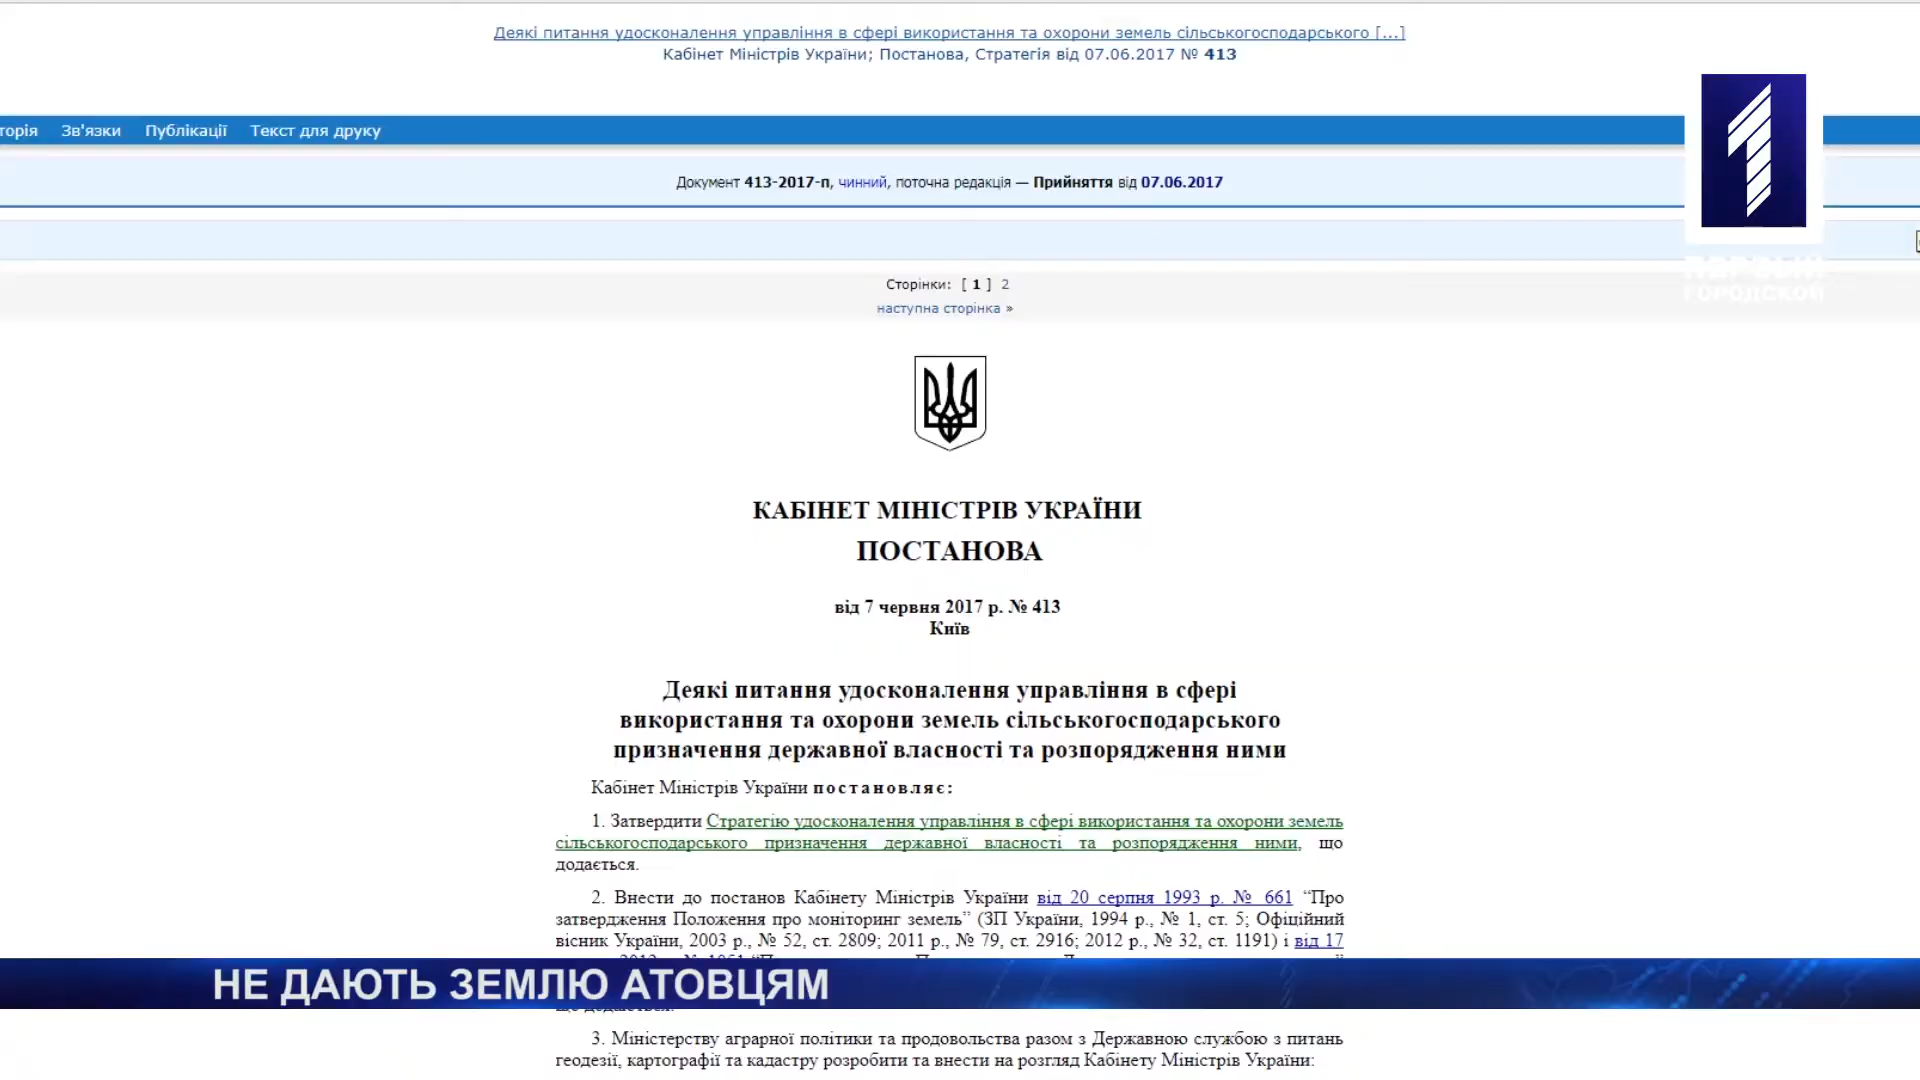 Деякі питання удосконалення управління в сфері використання та охорони земель сільськогосподарського [...]
Кабінет Міністрів України; Постанова, Стратегія від 07.06.2017 № 413
торія Зв'язки Публікації Текст для друку
Документ 413-2017-п, чинний, поточна редакція — Прийняття від 07.06.2017
Сторінки: [ 1 ] 2
наступна сторінка »
ГОРОДСКОЙ
КАБІНЕТ МІНІСТРІВ УКРАЇНИ
ПОСТАНОВА
від 7 червня 2017 р. № 413
Київ
Деякі питання удосконалення управління в сфері
використання та охорони земель сільськогосподарського
призначення державної власності та розпорядження ними
Кабінет Міністрів України постановляє:
1. Затвердити Стратегію удосконалення управління в сфері використання та охорони земель
сільськогосподарського призначення державної власності та розпорядження ними, що
додається.
2. Внести до постанов Кабінету Міністрів України від 20 серпня 1993 р. № 661 “Про
затвердження Положення про моніторинг земель” (ЗП України, 1994 р., № 1, ст. 5; Офіційний
вісник України, 2003 р., № 52, ст. 2809; 2011 р., № 79, ст. 2916; 2012 р., № 32, ст. 1191) і від 17
НЕ ДАЮТЬ ЗЕМЛЮ АТОВЦЯМ
3. Міністерству аграрної політики та продовольства разом з Державною службою з питань
геодезії, картографії та кадастру розробити та внести на розгляд Кабінету Міністрів України: